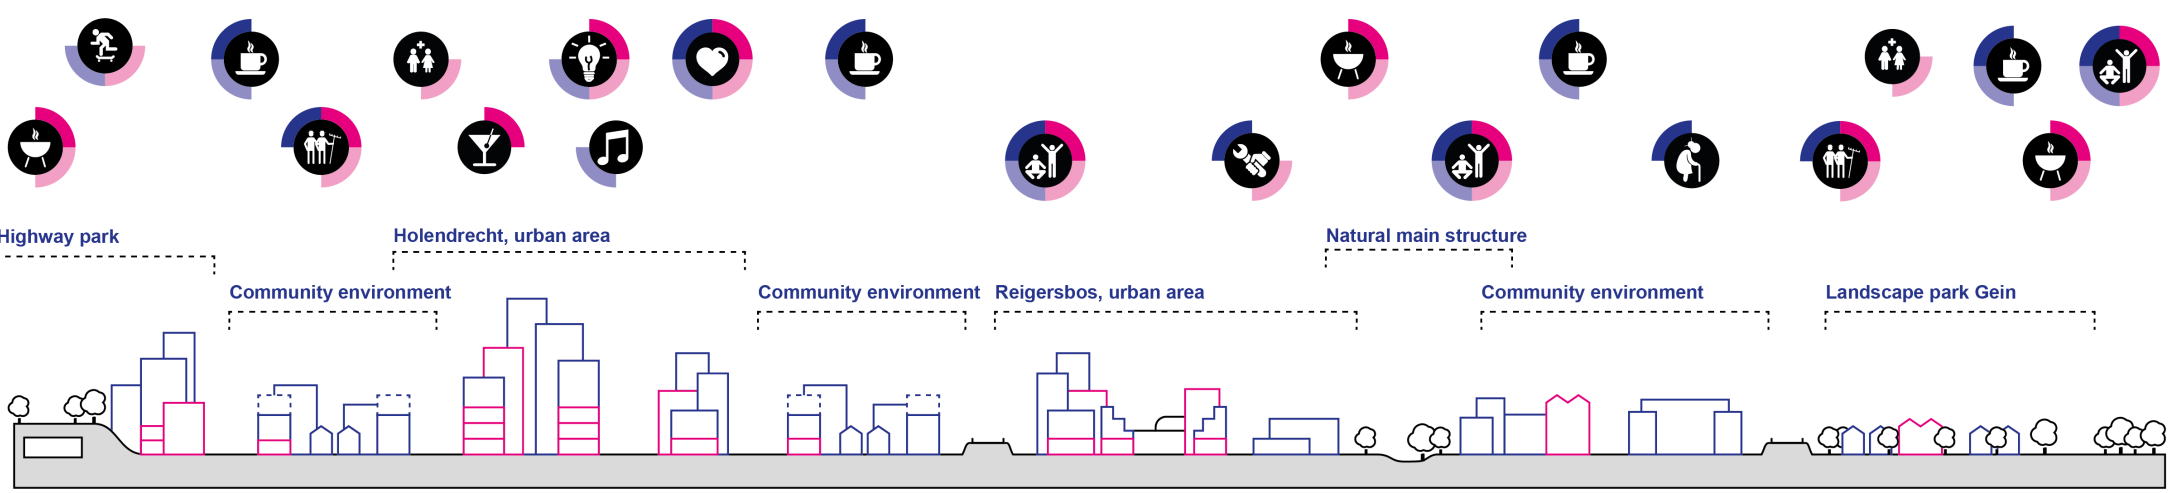 Highway park
Holendrecht, urban area
Natural main structure
Community environment
Community environment
Reigersbos, urban area
Community environment
Landscape park Gein